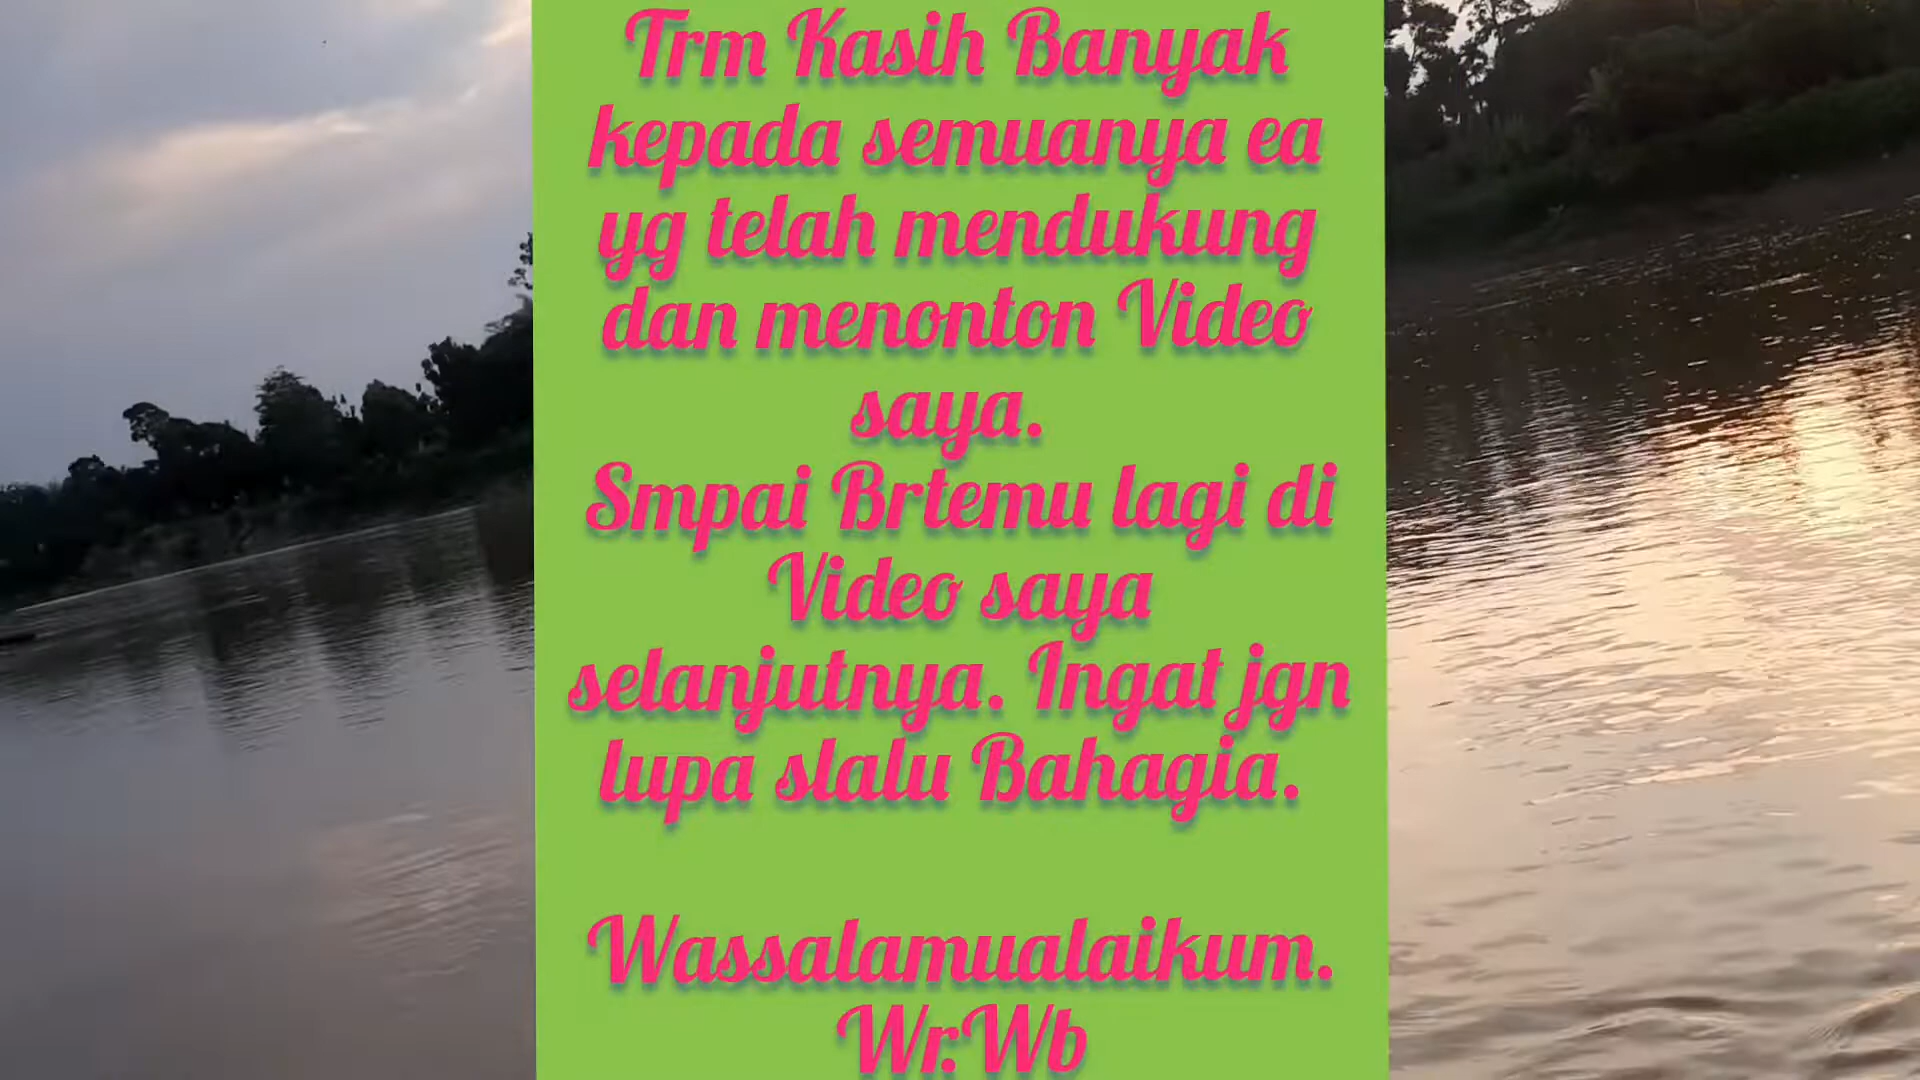 Trm Kasih Banyak
kepada semuanya ea
yg telah mendukung
dan menonton Video
saya.
Smpai Brtemu lagi di
Video saya
selanjutnya. Ingat jgn
lupa slalu Bahagia.
Wassalamualaikum.
Wr.Wb